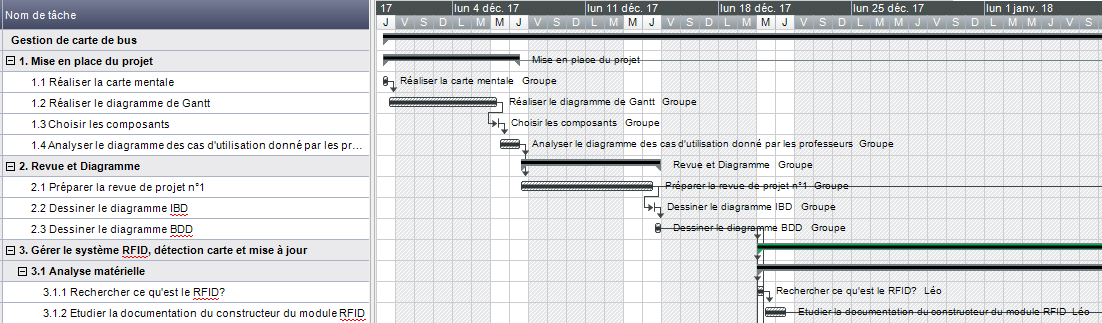 Nom de tâche
17 lun 4 déc. 17 lun 11 déc. 17 lun 18 déc. 17 lun 25 déc. 17 lun 1 janv. 18
J V S D L M M J V S D L M M J V S D L M M J V S D L M M J V S D L M M J V S
Gestion de carte de bus
1. Mise en place du projet Mise en place du projet
1.1 Réaliser la carte mentale Réaliser la carte mentale Groupe
1.2 Réaliser le diagramme de Gantt Réaliser le diagramme de Gantt Groupe
1.3 Choisir les composants Choisir les composants Groupe
1.4 Analyser le diagramme des cas d'utilisation donné par les pr... Analyser le diagramme des cas d'utilisation donné par les professeurs Groupe
2. Revue et Diagramme Revue et Diagramme Groupe
2.1 Préparer la revue de projet n°1 Préparer la revue de projet n°1 Groupe
2.2 Dessiner le diagramme IBD Dessiner le diagramme IBD Groupe
2.3 Dessiner le diagramme BDD Dessiner le diagramme BDD Groupe
3. Gérer le système RFID, détection carte et mise à jour
3.1 Analyse matérielle
3.1.1 Rechercher ce qu'est le RFID? Rechercher ce qu'est le RFID? Léo
3.1.2 Etudier la documentation du constructeur du module RFID Etudier la documentation du constructeur du module RFID Léo